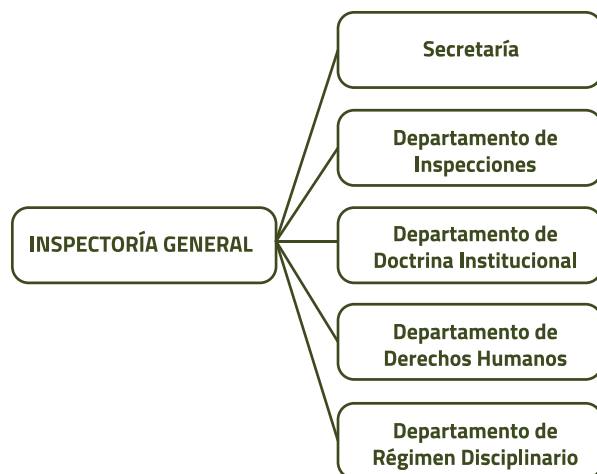 Secretaría
Departamento de
Inspecciones
INSPECTORÍA GENERAL
Departamento de
Doctrina Institucional
Departamento de
Derechos Humanos
Departamento de
Régimen Disciplinario